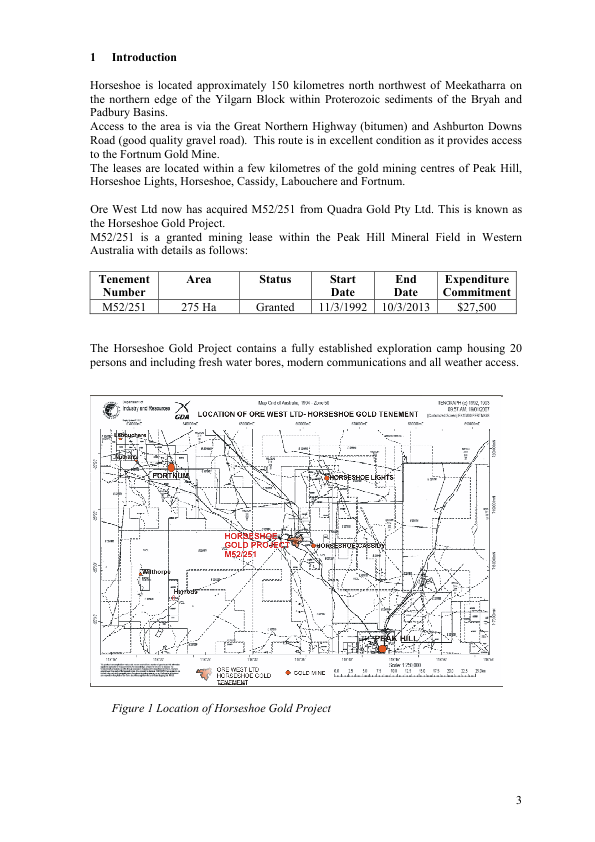 1 Introduction
Horseshoe is located approximately 150 kilometres north northwest of Meekatharra on
the northern edge of the Yilgarn Block within Proterozoic sediments of the Bryah and
Padbury Basins.
Access to the area is via the Great Northern Highway (bitumen) and Ashburton Downs
Road (good quality gravel road). This route is in excellent condition as it provides access
to the Fortnum Gold Mine.
The leases are located within a few kilometres of the gold mining centres of Peak Hill,
Horseshoe Lights, Horseshoe, Cassidy, Labouchere and Fortnum.
Ore West Ltd now has acquired M52/251 from Quadra Gold Pty Ltd. This is known as
the Horseshoe Gold Project.
M52/251 is a granted mining lease within the Peak Hill Mineral Field in Western
Australia with details as follows:
Tenement Number Area Status Start Date End Date Expenditure Commitment
M52/251 275 Ha Granted 11/3/1992 10/3/2013 $27,500
The Horseshoe Gold Project contains a fully established exploration camp housing 20
persons and including fresh water bores, modern communications and all weather access.
Industry and Resources
GDA
LOCATION OF ORE WEST LTD- HORSESHOE GOLD TENEMENT
Labouchere
FORTNUM
HORSESHOE LIGHTS
HORSESHOE
GOLD PROJECT
M52/251
HORSESHOE CASSIDY
Wilthorpe
PEAK HILL
ORE WEST LTD
HORSESHOE GOLD
TENEMENT
GOLD MINE
Figure 1 Location of Horseshoe Gold Project
3